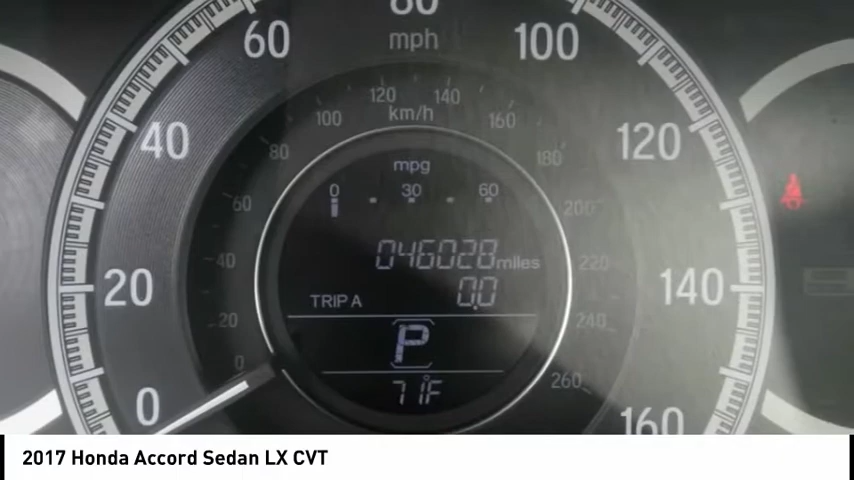 80
60 mph 100
120 140
100 km/h 160
40 80 mpg 180 120
0 30 60
60 200
046028 miles
40 220
20 TRIP A 0.0 140
20 240
P
0 71°F 260
0 160
2017 Honda Accord Sedan LX CVT